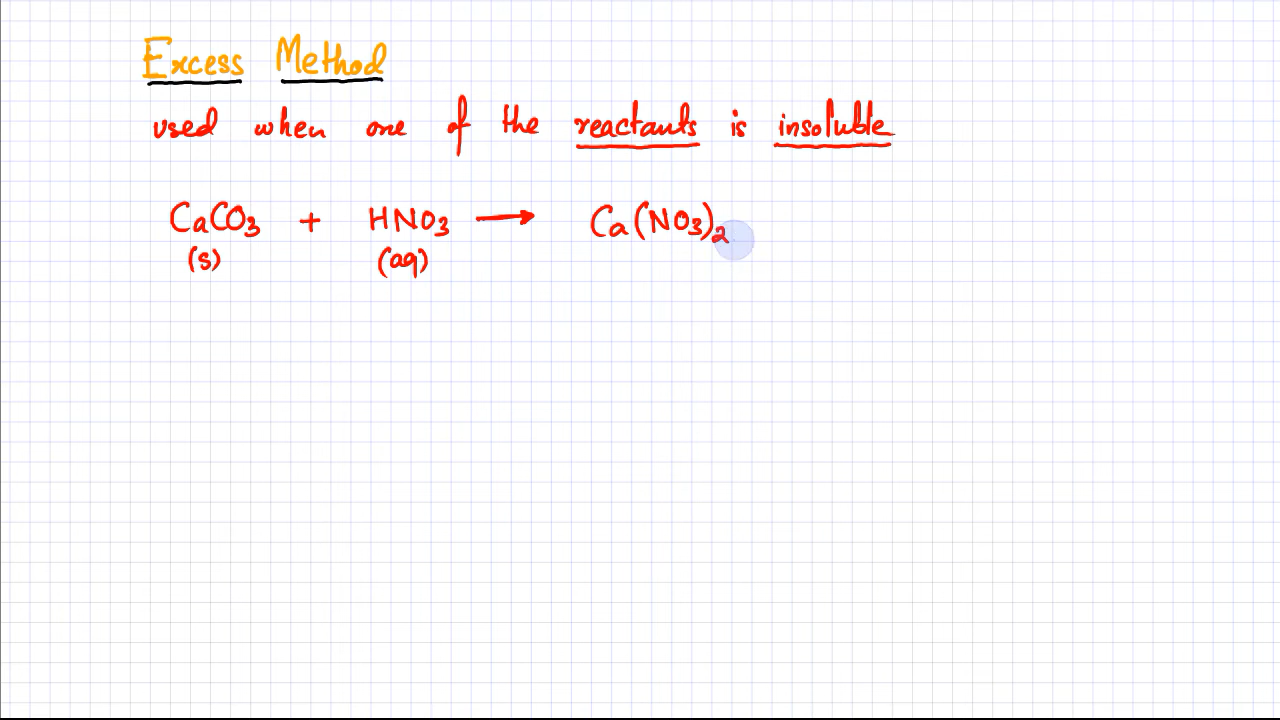 Excess Method
used when one of the reactants is insoluble
CaCO3 + HNO3 → Ca(NO3)2
(s) (aq)